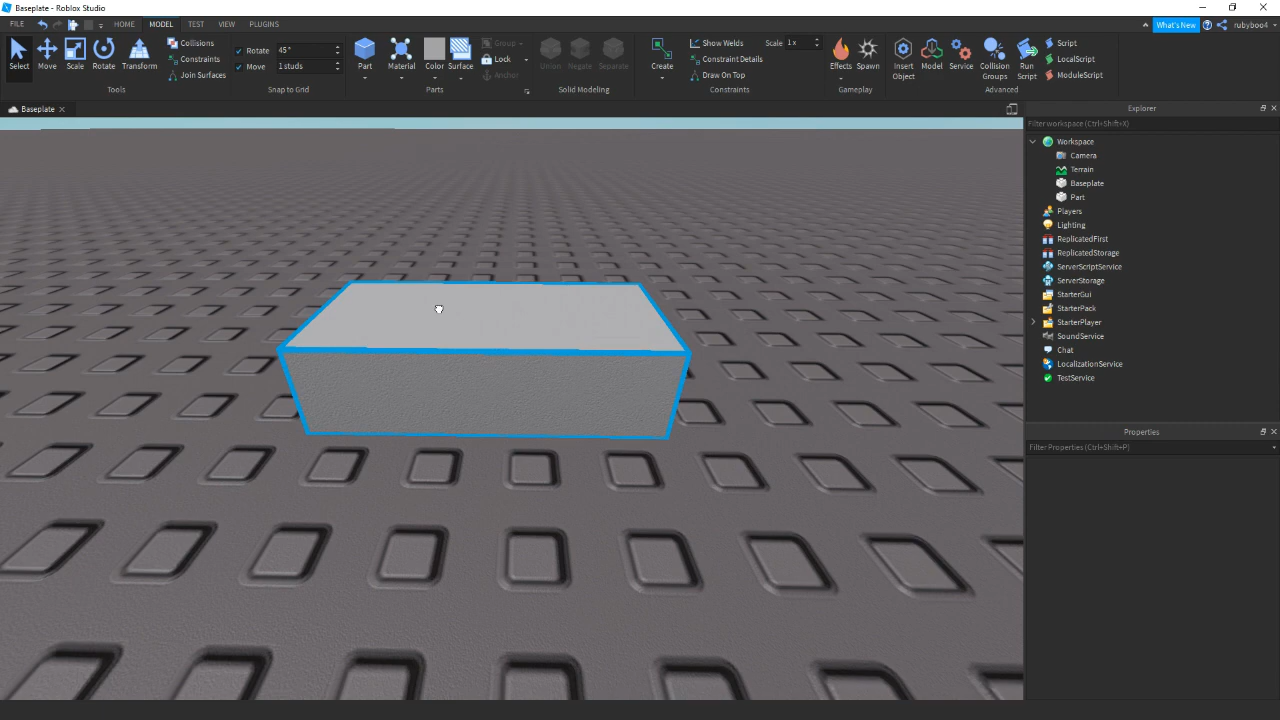 Baseplate - Roblox Studio
FILE HOME MODEL TEST VIEW PLUGINS What's New rubyboo4
Select Move Scale Rotate Transform
Collisions
Constraints
Join Surfaces
Tools
Rotate 45°
Move 1 studs
Snap to Grid
Part Material Color Surface
Group
Lock
Anchor
Parts
Union Negate Separate
Solid Modeling
Create
Show Welds Scale 1 x
Constraint Details
Draw On Top
Constraints
Effects Spawn
Gameplay
Insert Object
Model
Service
Collision Groups
Run Script
Script
LocalScript
ModuleScript
Advanced
Baseplate
Explorer
Filter workspace (Ctrl+Shift+X)
Workspace
Camera
Terrain
Baseplate
Part
Players
Lighting
ReplicatedFirst
ReplicatedStorage
ServerScriptService
ServerStorage
StarterGui
StarterPack
StarterPlayer
SoundService
Chat
LocalizationService
TestService
Properties
Filter Properties (Ctrl+Shift+P)